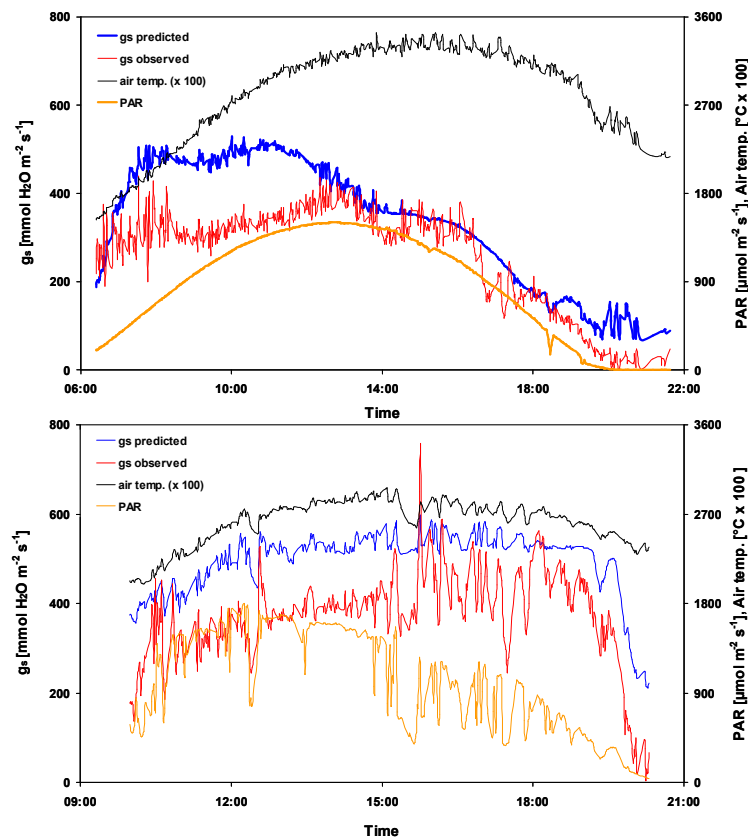 800
600
400
200
0
gs [mmol H₂O m⁻² s⁻¹]
gs predicted
gs observed
air temp. (x 100)
PAR
3600
2700
1800
900
0
PAR [µmol m⁻² s⁻¹], Air temp. [°C x 100]
06:00 10:00 14:00 18:00 22:00
Time
800
600
400
200
0
gs [mmol H₂O m⁻² s⁻¹]
gs predicted
gs observed
air temp. (x 100)
PAR
3600
2700
1800
900
0
PAR [µmol m⁻² s⁻¹], Air temp. [°C x 100 ]
09:00 12:00 15:00 18:00 21:00
Time